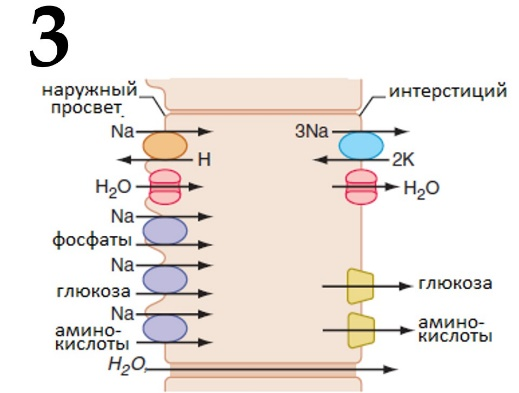 3
наружный
просвет
интерстиций
Na
3Na
H
2K
H₂O
H₂O
Na
фосфаты
Na
глюкоза
глюкоза
Na
амино-
кислоты
амино-
кислоты
H₂O